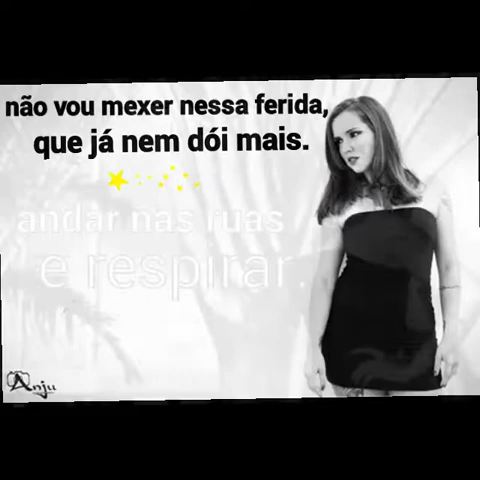 não vou mexer nessa ferida,
que já nem dói mais.
andar nas ruas
e respirar
Anju